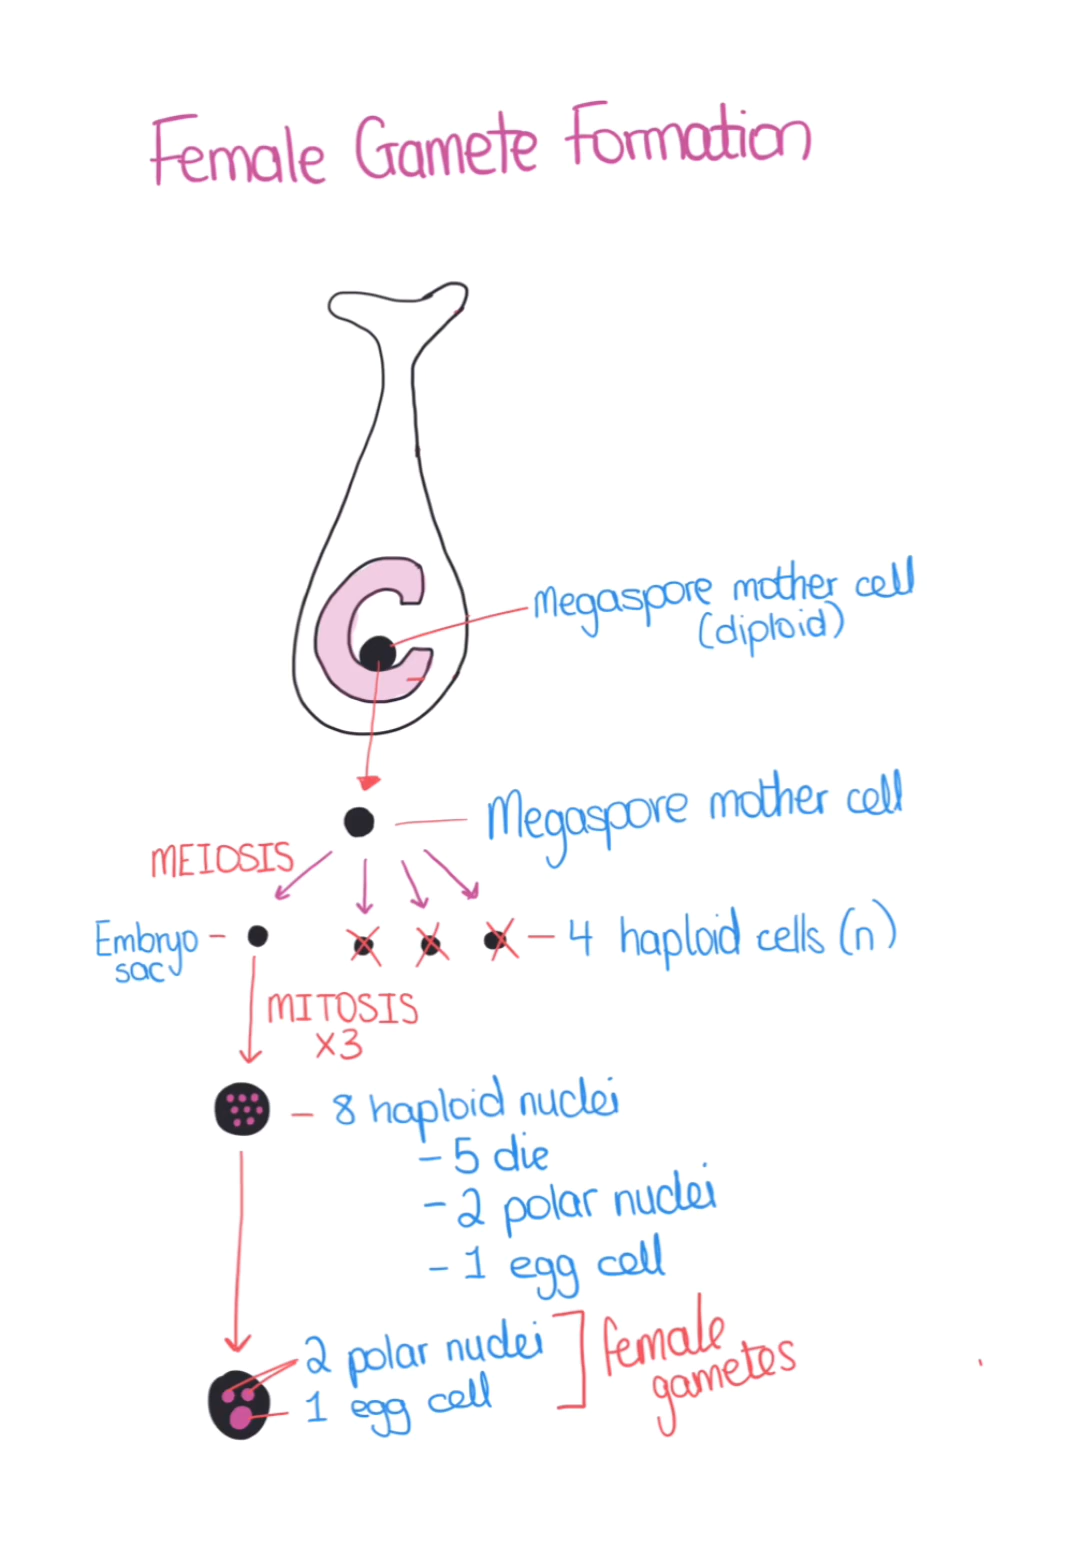 Female Gamete Formation
Megaspore mother cell
(diploid)
Megaspore mother cell
MEIOSIS
Embryo
sac
4 haploid cells (n)
MITOSIS
x3
8 haploid nuclei
- 5 die
- 2 polar nuclei
- 1 egg cell
2 polar nuclei
1 egg cell
female
gametes